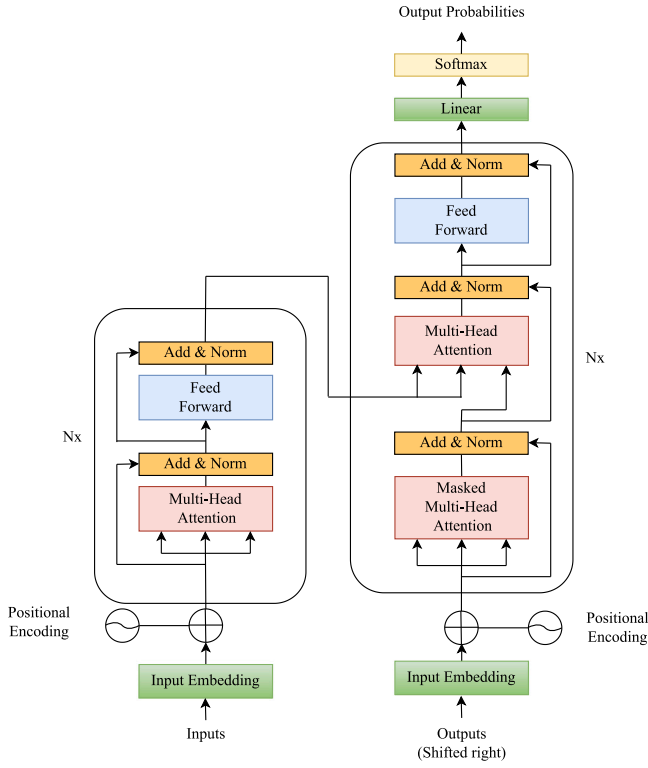 Output Probabilities
Softmax
Linear
Add & Norm
Feed
Forward
Add & Norm
Multi-Head
Attention
Nx
Add & Norm
Masked
Multi-Head
Attention
Positional
Encoding
Input Embedding
Outputs
(Shifted right)
Add & Norm
Feed
Forward
Nx
Add & Norm
Multi-Head
Attention
Positional
Encoding
Input Embedding
Inputs